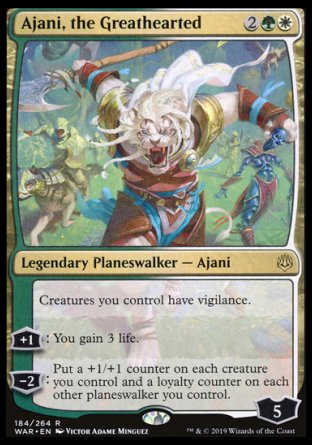 Ajani, the Greathearted 2
Legendary Planeswalker — Ajani
Creatures you control have vigilance.
+1 : You gain 3 life.
Put a +1/+1 counter on each creature
-2 : you control and a loyalty counter on each
other planeswalker you control.
5
184/264 R
WAR • EN Victor Adame Minguez
™ & © 2019 Wizards of the Coast